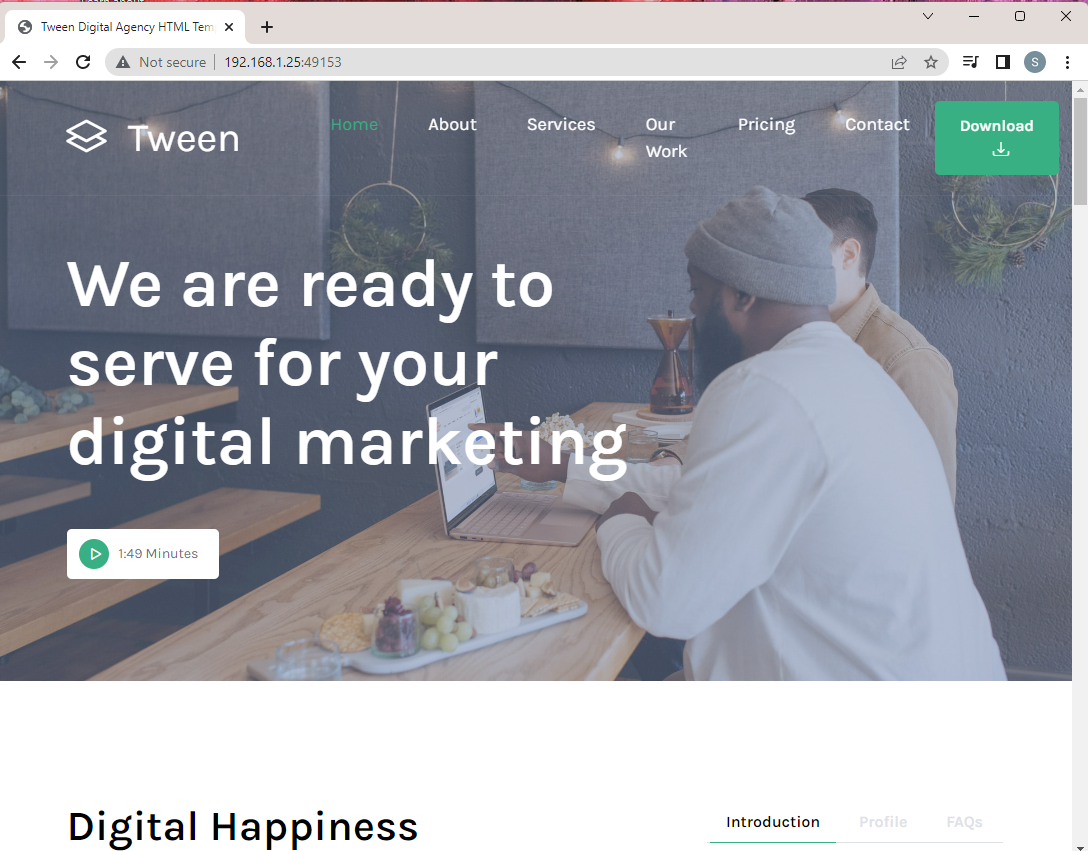 Tween Digital Agency HTML Tem
Not secure
192.168.1.25:49153
S
Tween
Home
About
Services
Our
Work
Pricing
Contact
Download
We are ready to
serve for your
digital marketing
1:49 Minutes
Digital Happiness
Introduction
Profile
FAQs